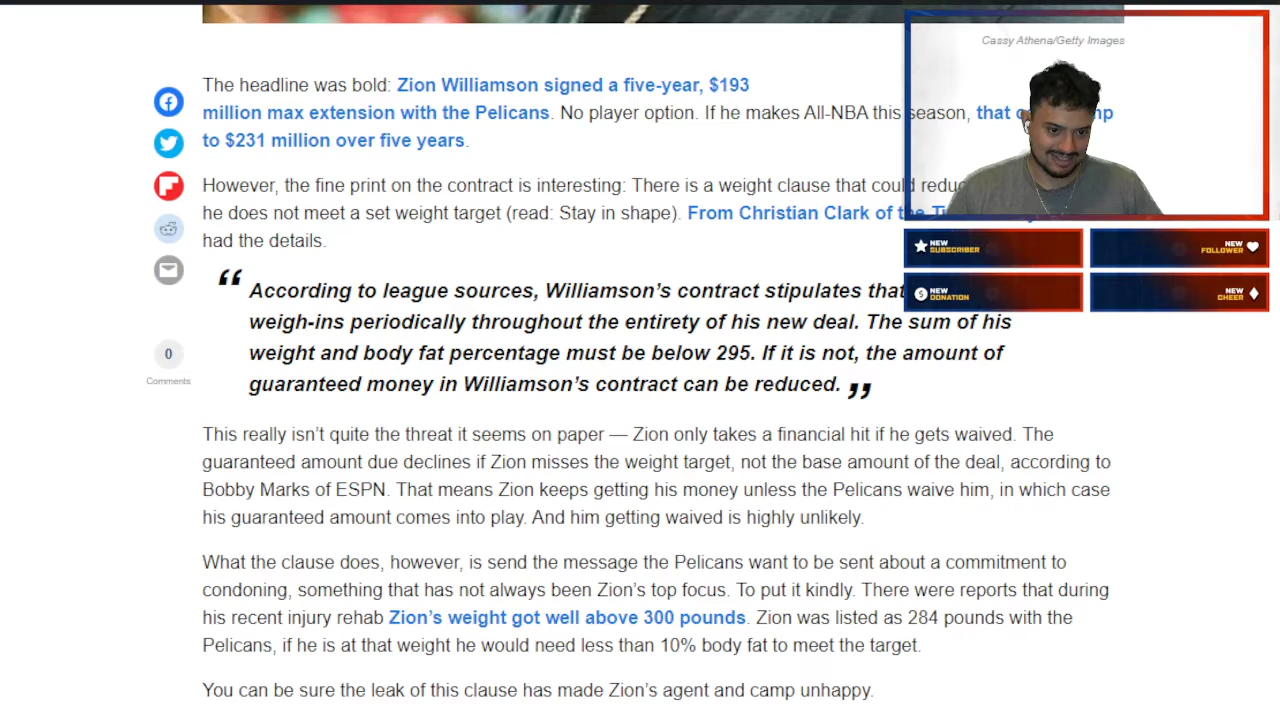 Cassy Athena/Getty Images
The headline was bold: Zion Williamson signed a five-year, $193
million max extension with the Pelicans. No player option. If he makes All-NBA this season, that
to $231 million over five years.
However, the fine print on the contract is interesting: There is a weight clause that could
he does not meet a set weight target (read: Stay in shape). From Christian Clark of the
had the details.
“ According to league sources, Williamson’s contract stipulates that
weigh-ins periodically throughout the entirety of his new deal. The sum of his
weight and body fat percentage must be below 295. If it is not, the amount of
guaranteed money in Williamson’s contract can be reduced. ”
This really isn’t quite the threat it seems on paper — Zion only takes a financial hit if he gets waived. The
guaranteed amount due declines if Zion misses the weight target, not the base amount of the deal, according to
Bobby Marks of ESPN. That means Zion keeps getting his money unless the Pelicans waive him, in which case
his guaranteed amount comes into play. And him getting waived is highly unlikely.
What the clause does, however, is send the message the Pelicans want to be sent about a commitment to
condoning, something that has not always been Zion’s top focus. To put it kindly. There were reports that during
his recent injury rehab Zion’s weight got well above 300 pounds. Zion was listed as 284 pounds with the
Pelicans, if he is at that weight he would need less than 10% body fat to meet the target.
You can be sure the leak of this clause has made Zion’s agent and camp unhappy.
0
Comments
NEW
SUBSCRIBER
NEW
FOLLOWER
NEW
DONATION
NEW
CHEER